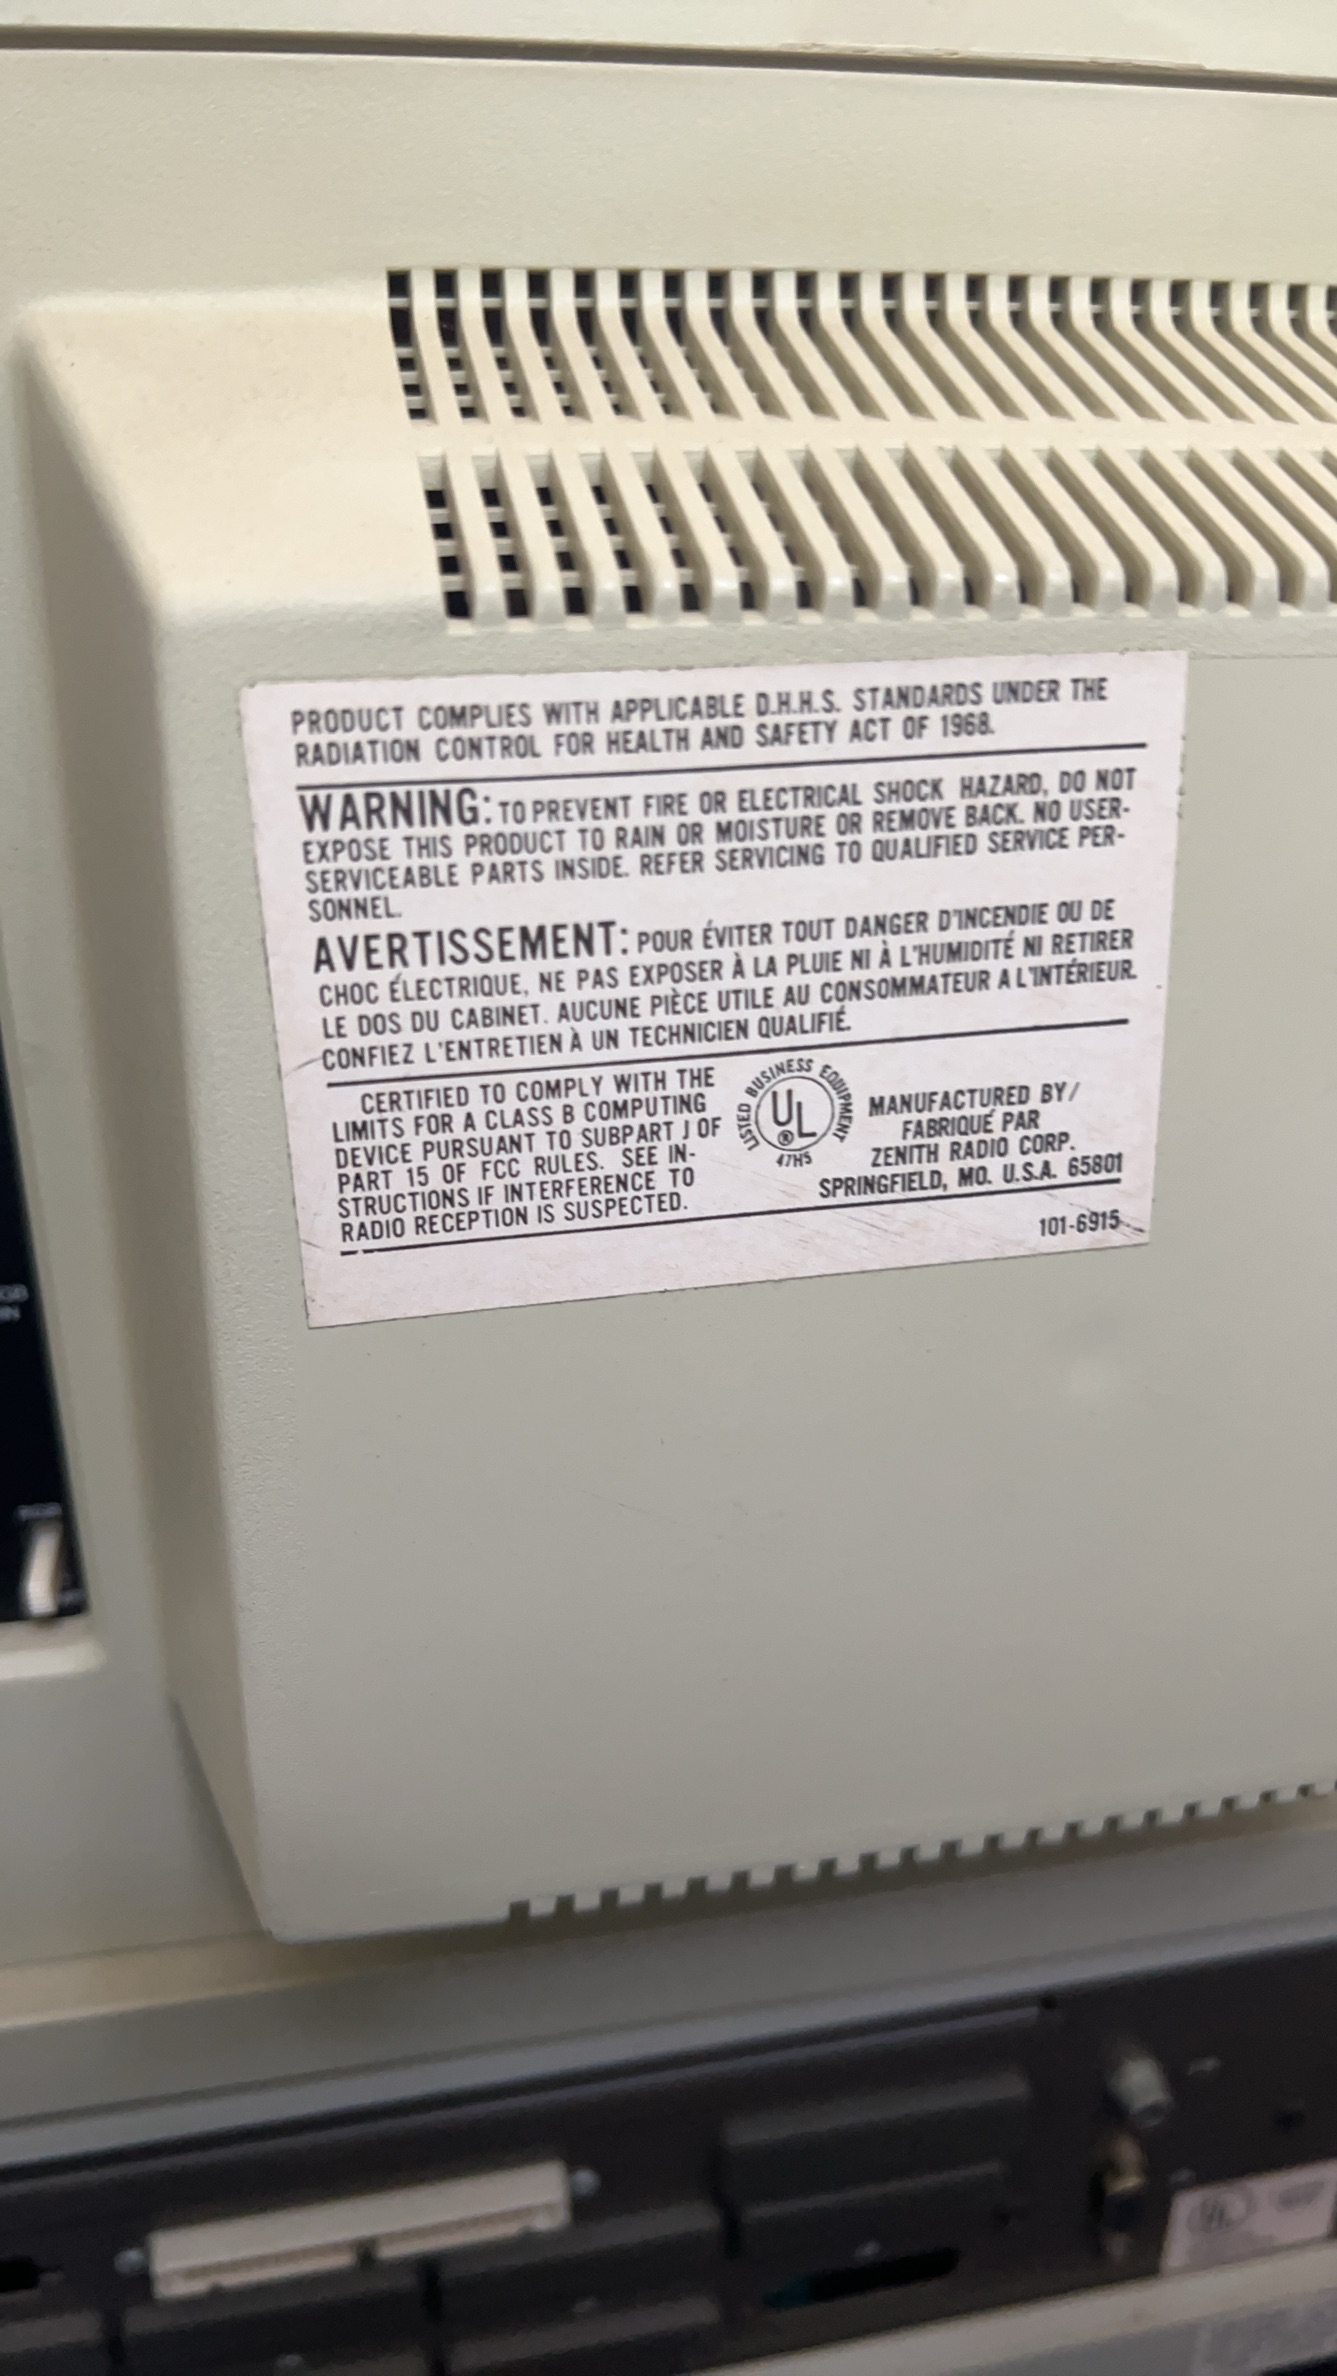 PRODUCT COMPLIES WITH APPLICABLE D.H.H.S. STANDARDS UNDER THE
RADIATION CONTROL FOR HEALTH AND SAFETY ACT OF 1968.
WARNING: TO PREVENT FIRE OR ELECTRICAL SHOCK HAZARD, DO NOT
EXPOSE THIS PRODUCT TO RAIN OR MOISTURE OR REMOVE BACK. NO USER-
SERVICEABLE PARTS INSIDE. REFER SERVICING TO QUALIFIED SERVICE PER-
SONNEL.
AVERTISSEMENT: POUR ÉVITER TOUT DANGER D'INCENDIE OU DE
CHOC ÉLECTRIQUE, NE PAS EXPOSER À LA PLUIE NI À L'HUMIDITÉ NI RETIRER
LE DOS DU CABINET. AUCUNE PIÈCE UTILE AU CONSOMMATEUR A L'INTÉRIEUR.
CONFIEZ L'ENTRETIEN À UN TECHNICIEN QUALIFIÉ.
CERTIFIED TO COMPLY WITH THE
LIMITS FOR A CLASS B COMPUTING
DEVICE PURSUANT TO SUBPART J OF
PART 15 OF FCC RULES. SEE IN-
STRUCTIONS IF INTERFERENCE TO
RADIO RECEPTION IS SUSPECTED.
LISTED BUSINESS EQUIPMENT
UL
®
47H5
MANUFACTURED BY/
FABRIQUÉ PAR
ZENITH RADIO CORP.
SPRINGFIELD, MO. U.S.A. 65801
101-6915